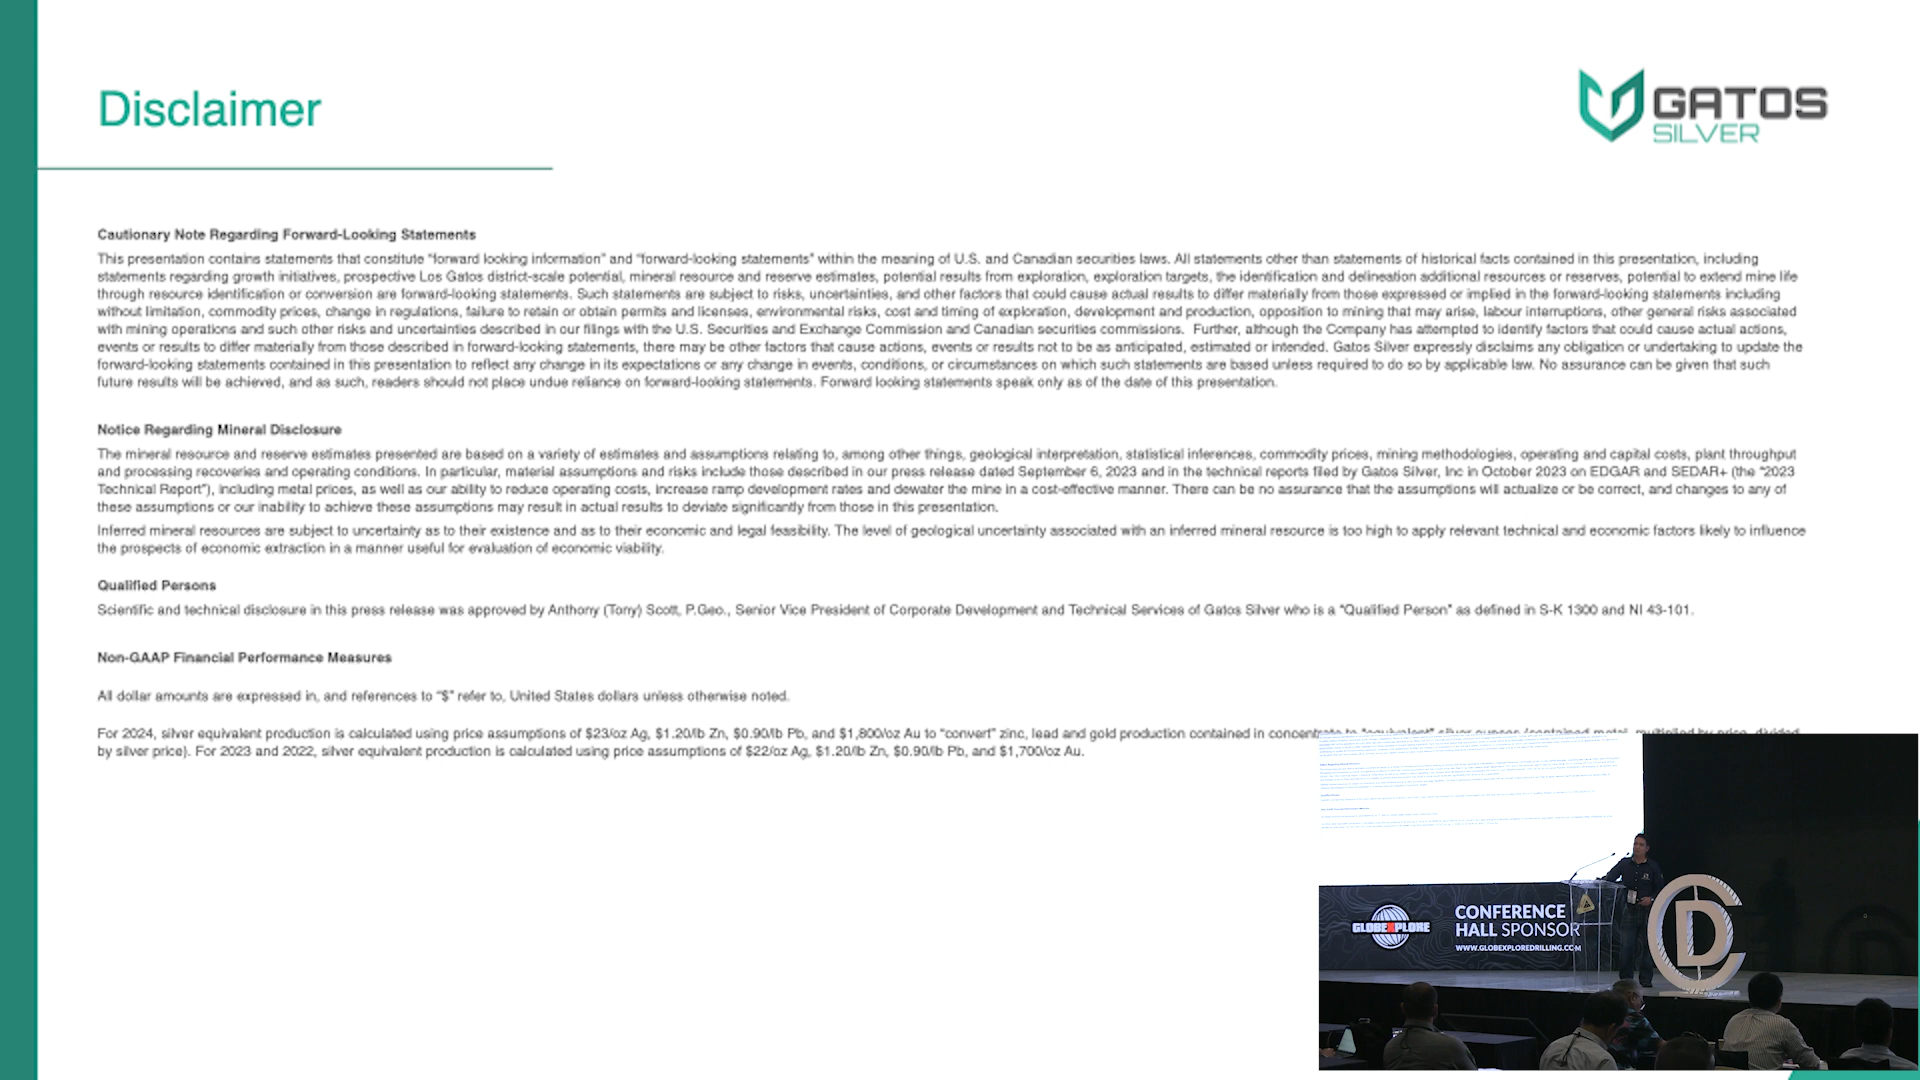 Disclaimer
GATOS
SILVER
Cautionary Note Regarding Forward-Looking Statements
This presentation contains statements that constitute “forward looking information” and “forward-looking statements” within the meaning of U.S. and Canadian securities laws. All statements other than statements of historical facts contained in this presentation, including
statements regarding growth initiatives, prospective Los Gatos district-scale potential, mineral resource and reserve estimates, potential results from exploration, exploration targets, the identification and delineation additional resources or reserves, potential to extend mine life
through resource identification or conversion are forward-looking statements. Such statements are subject to risks, uncertainties, and other factors that could cause actual results to differ materially from those expressed or implied in the forward-looking statements including
without limitation, commodity prices, change in regulations, failure to retain or obtain permits and licenses, environmental risks, cost and timing of exploration, development and production, opposition to mining that may arise, labour interruptions, other general risks associated
with mining operations and such other risks and uncertainties described in our filings with the U.S. Securities and Exchange Commission and Canadian securities commissions. Further, although the Company has attempted to identify factors that could cause actual actions,
events or results to differ materially from those described in forward-looking statements, there may be other factors that cause actions, events or results not to be as anticipated, estimated or intended. Gatos Silver expressly disclaims any obligation or undertaking to update the
forward-looking statements contained in this presentation to reflect any change in its expectations or any change in events, conditions, or circumstances on which such statements are based unless required to do so by applicable law. No assurance can be given that such
future results will be achieved, and as such, readers should not place undue reliance on forward-looking statements. Forward looking statements speak only as of the date of this presentation.
Notice Regarding Mineral Disclosure
The mineral resource and reserve estimates presented are based on a variety of estimates and assumptions relating to, among other things, geological interpretation, statistical inferences, commodity prices, mining methodologies, operating and capital costs, plant throughput
and processing recoveries and operating conditions. In particular, material assumptions and risks include those described in our press release dated September 6, 2023 and in the technical reports filed by Gatos Silver, Inc in October 2023 on EDGAR and SEDAR+ (the “2023
Technical Report”), including metal prices, as well as our ability to reduce operating costs, increase ramp development rates and dewater the mine in a cost-effective manner. There can be no assurance that the assumptions will actualize or be correct, and changes to any of
these assumptions or our inability to achieve these assumptions may result in actual results to deviate significantly from those in this presentation.
Inferred mineral resources are subject to uncertainty as to their existence and as to their economic and legal feasibility. The level of geological uncertainty associated with an inferred mineral resource is too high to apply relevant technical and economic factors likely to influence
the prospects of economic extraction in a manner useful for evaluation of economic viability.
Qualified Persons
Scientific and technical disclosure in this press release was approved by Anthony (Tony) Scott, P.Geo., Senior Vice President of Corporate Development and Technical Services of Gatos Silver who is a “Qualified Person” as defined in S-K 1300 and NI 43-101.
Non-GAAP Financial Performance Measures
All dollar amounts are expressed in, and references to “$” refer to, United States dollars unless otherwise noted.
For 2024, silver equivalent production is calculated using price assumptions of $23/oz Ag, $1.20/lb Zn, $0.90/lb Pb, and $1,800/oz Au to “convert” zinc, lead and gold production contained in concentrate to “equivalent” silver ounces (contained metal, multiplied by price, divided
by silver price). For 2023 and 2022, silver equivalent production is calculated using price assumptions of $22/oz Ag, $1.20/lb Zn, $0.90/lb Pb, and $1,700/oz Au.
GLOBEXPLORE
CONFERENCE
HALL SPONSOR
WWW.GLOBEXPLOREDRILLING.COM